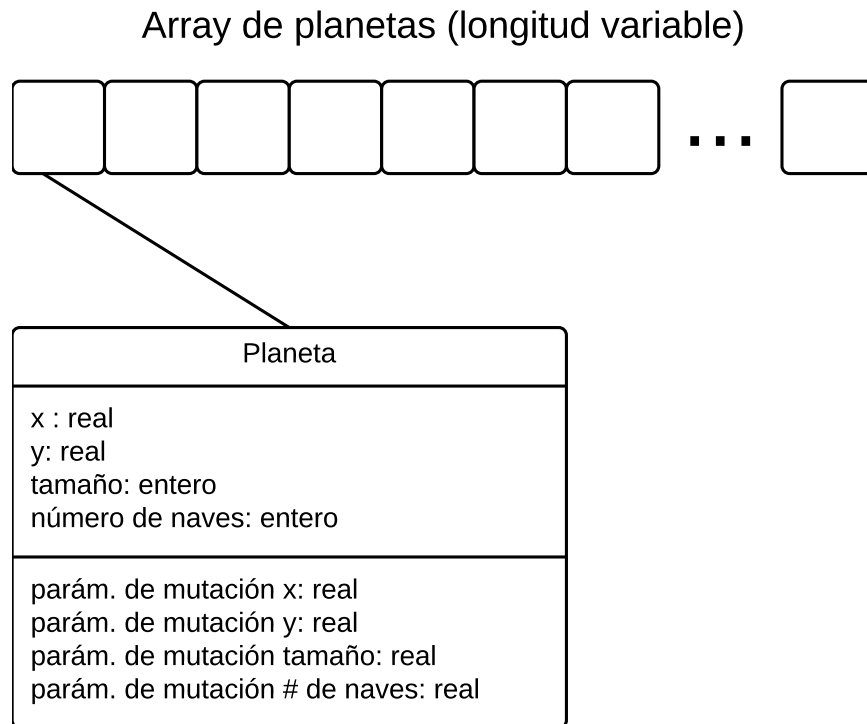 Array de planetas (longitud variable)
...
Planeta
x : real
y: real
tamaño: entero
número de naves: entero
parám. de mutación x: real
parám. de mutación y: real
parám. de mutación tamaño: real
parám. de mutación # de naves: real